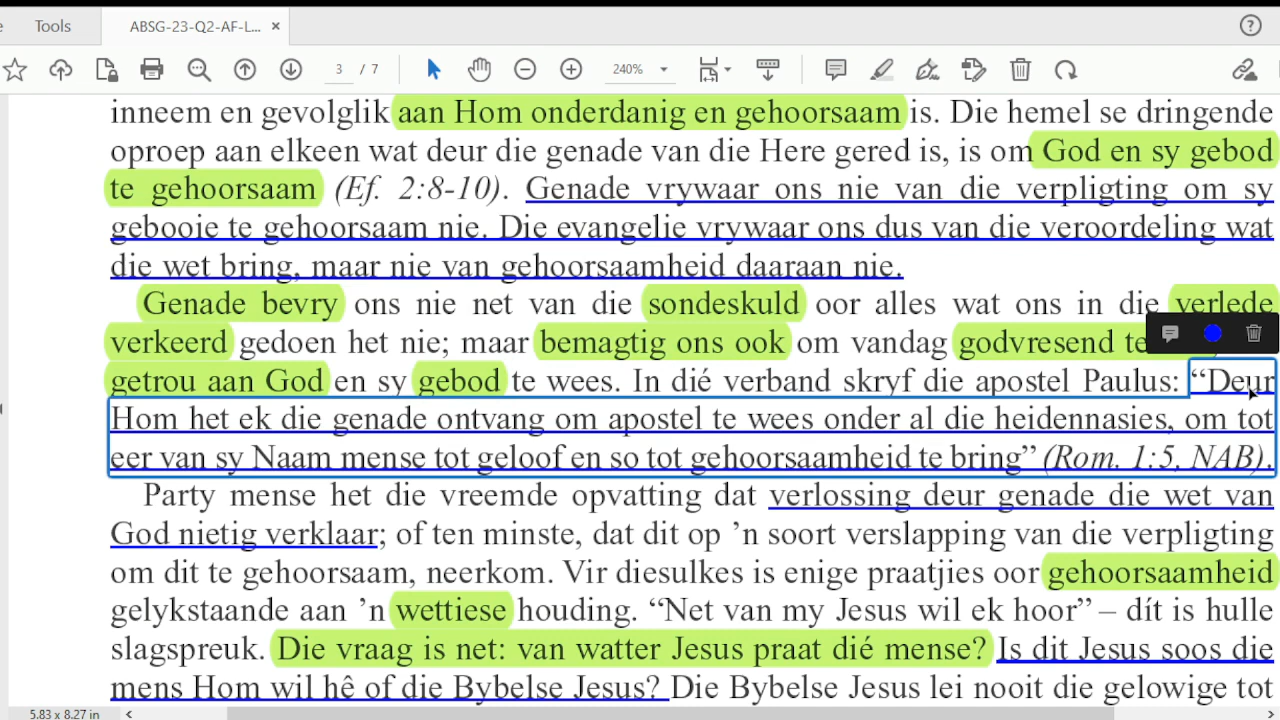 e Tools ABSG-23-Q2-AF-L... ×
3 / 7 240%
inneem en gevolglik aan Hom onderdanig en gehoorsaam is. Die hemel se dringende
oproep aan elkeen wat deur die genade van die Here gered is, is om God en sy gebod
te gehoorsaam (Ef. 2:8-10). Genade vrywaar ons nie van die verpligting om sy
gebooie te gehoorsaam nie. Die evangelie vrywaar ons dus van die veroordeling wat
die wet bring, maar nie van gehoorsaamheid daaraan nie.
Genade bevry ons nie net van die sondeskuld oor alles wat ons in die verlede
verkeerd gedoen het nie; maar bemagtig ons ook om vandag godvresend te
getrou aan God en sy gebod te wees. In dié verband skryf die apostel Paulus: “Deur
Hom het ek die genade ontvang om apostel te wees onder al die heidennasies, om tot
eer van sy Naam mense tot geloof en so tot gehoorsaamheid te bring” (Rom. 1:5, NAB).
Party mense het die vreemde opvatting dat verlossing deur genade die wet van
God nietig verklaar; of ten minste, dat dit op ’n soort verslapping van die verpligting
om dit te gehoorsaam, neerkom. Vir diesulkes is enige praatjies oor gehoorsaamheid
gelykstaande aan ’n wettiese houding. “Net van my Jesus wil ek hoor” – dít is hulle
slagspreuk. Die vraag is net: van watter Jesus praat dié mense? Is dit Jesus soos die
mens Hom wil hê of die Bybelse Jesus? Die Bybelse Jesus lei nooit die gelowige tot
5.83 x 8.27 in